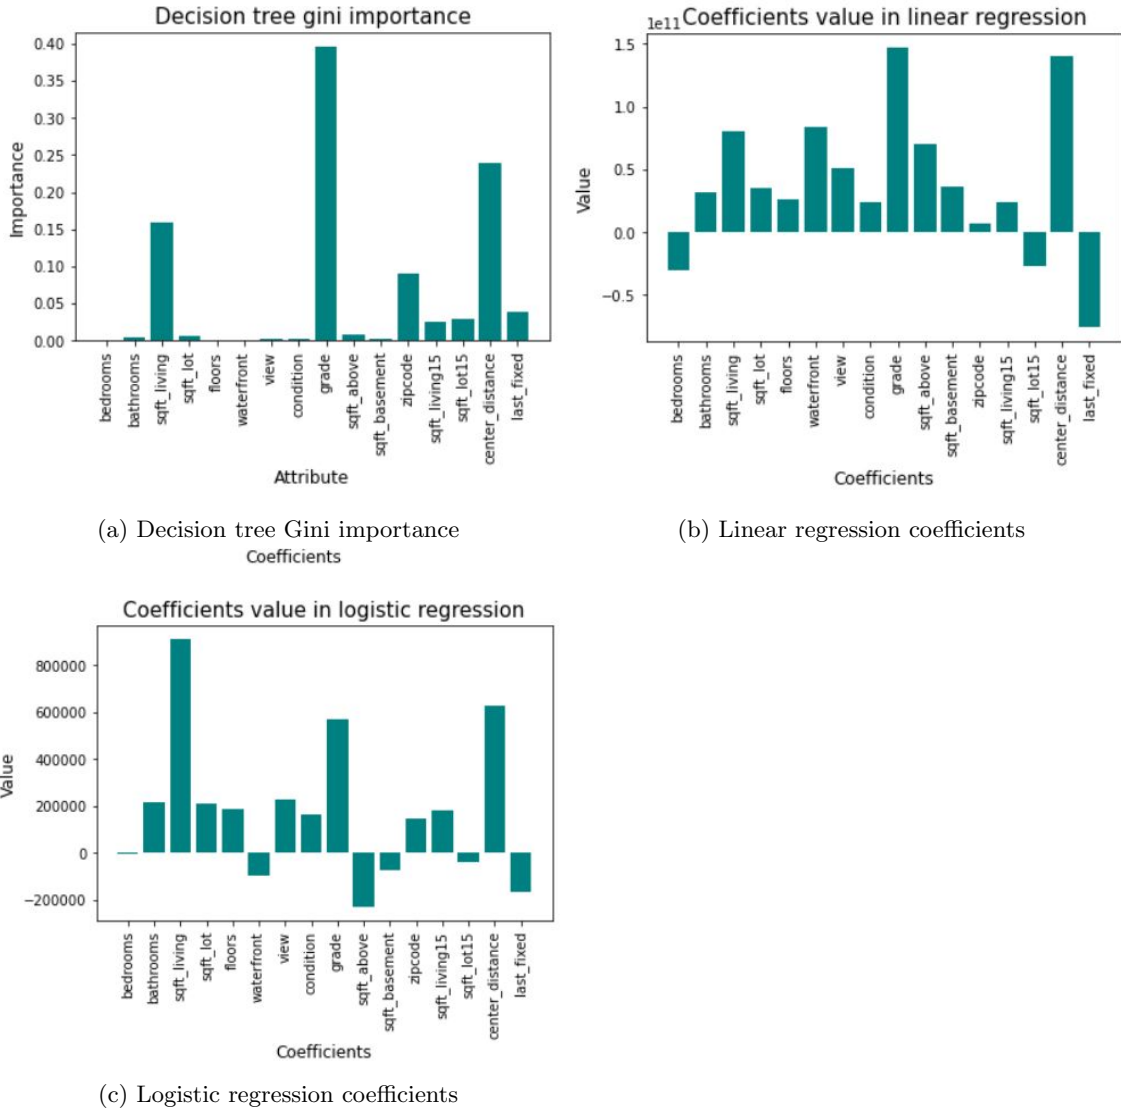 Decision tree gini importance
0.40
0.35
0.30
0.25
0.20
0.15
0.10
0.05
0.00
Importance
bedrooms
bathrooms
sqft_living
sqft_lot
floors
waterfront
view
condition
grade
sqft_above
sqft_basement
zipcode
sqft_living15
sqft_lot15
center_distance
last_fixed
Attribute
(a) Decision tree Gini importance
1e11 Coefficients value in linear regression
1.5
1.0
0.5
0.0
−0.5
Value
bedrooms
bathrooms
sqft_living
sqft_lot
floors
waterfront
view
condition
grade
sqft_above
sqft_basement
zipcode
sqft_living15
sqft_lot15
center_distance
last_fixed
Coefficients
(b) Linear regression coefficients
Coefficients
Coefficients value in logistic regression
800000
600000
400000
200000
0
−200000
Value
bedrooms
bathrooms
sqft_living
sqft_lot
floors
waterfront
view
condition
grade
sqft_above
sqft_basement
zipcode
sqft_living15
sqft_lot15
center_distance
last_fixed
Coefficients
(c) Logistic regression coefficients